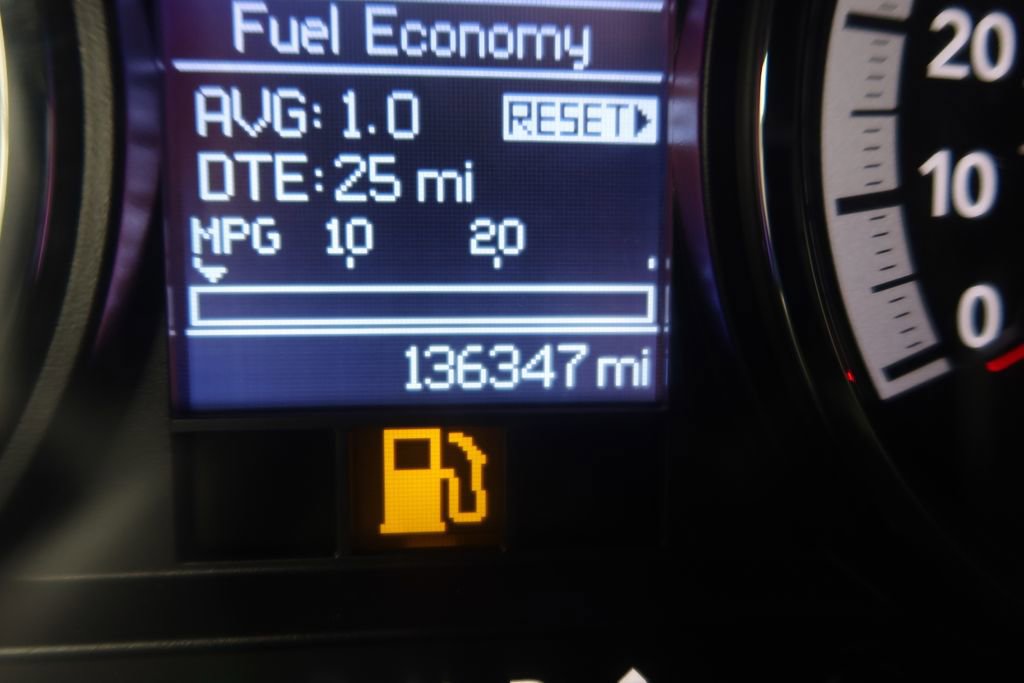 Fuel Economy
AVG: 1.0 RESET
DTE: 25 mi
MPG 10 20
136347 mi
20
10
0